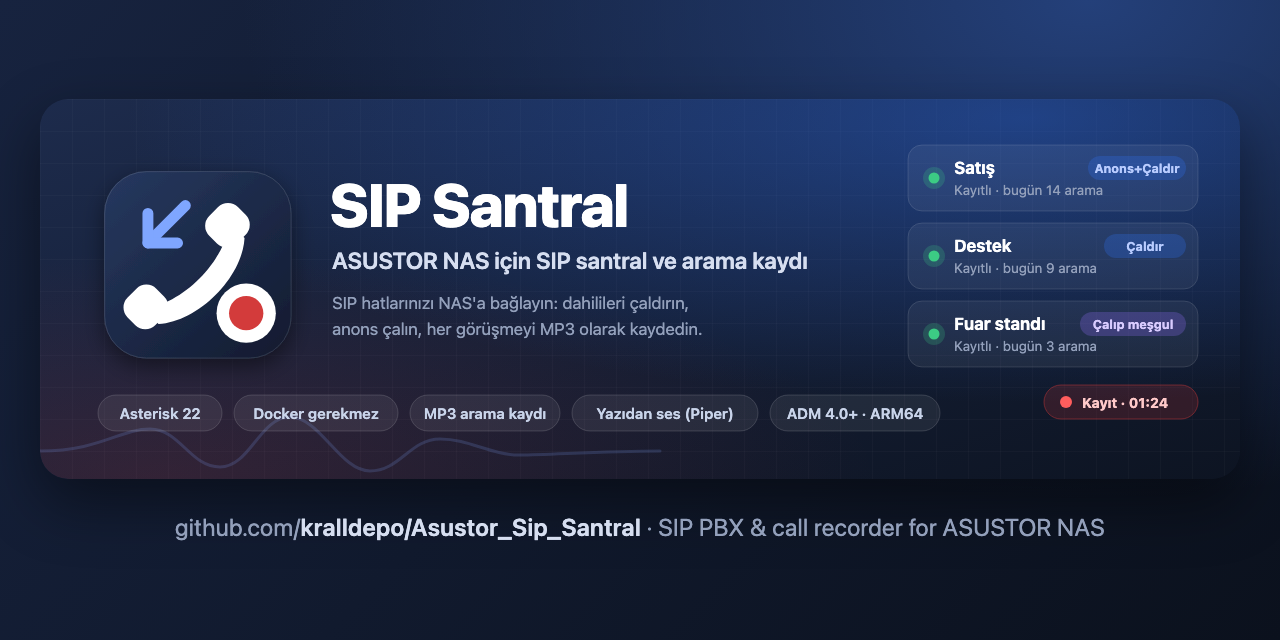 SIP Santral
ASUSTOR NAS için SIP santral ve arama kaydı
SIP hatlarınızı NAS'a bağlayın: dahilileri çaldırın,
anons çalın, her görüşmeyi MP3 olarak kaydedin.
Satış
Anons+Çaldır
Kayıtlı · bugün 14 arama
Destek
Çaldır
Kayıtlı · bugün 9 arama
Fuar standı
Çalıp meşgul
Kayıtlı · bugün 3 arama
Asterisk 22
Docker gerekmez
MP3 arama kaydı
Yazıdan ses (Piper)
ADM 4.0+ · ARM64
Kayıt · 01:24
github.com/kralldepo/Asustor_Sip_Santral · SIP PBX & call recorder for ASUSTOR NAS